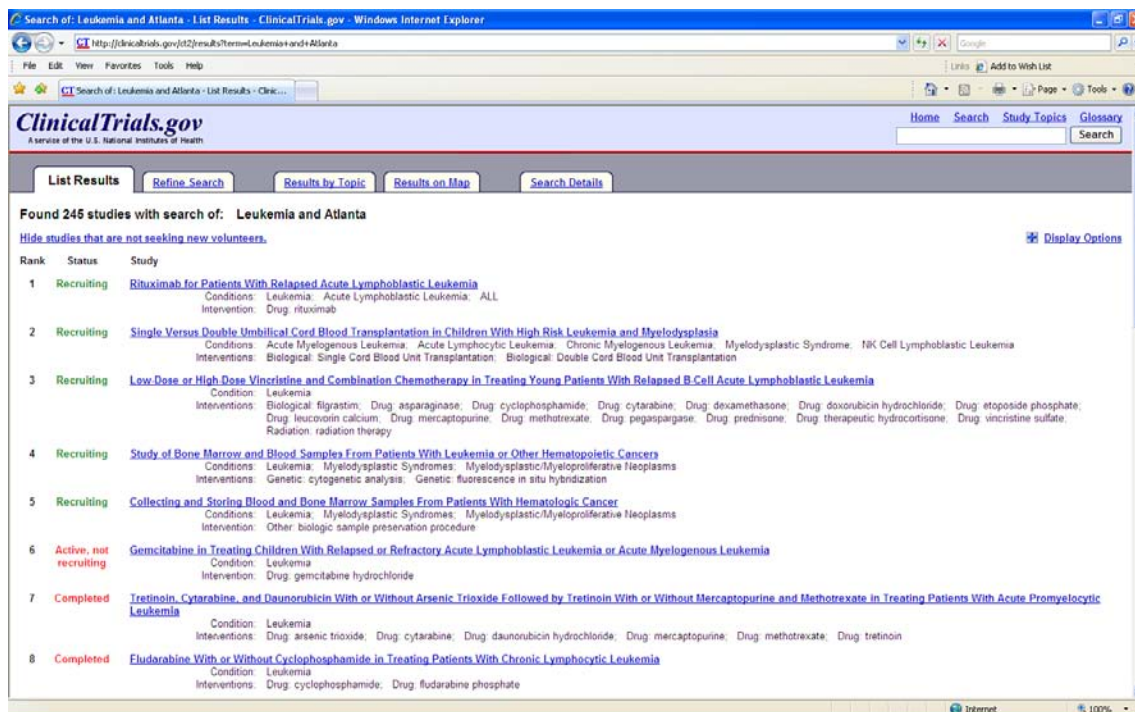 Search of: Leukemia and Atlanta - List Results - ClinicalTrials.gov - Windows Internet Explorer
http://clinicaltrials.gov/ct2/results?term=Leukemia+and+Atlanta
Google
File Edit View Favorites Tools Help
Links Add to Wish List
CT Search of: Leukemia and Atlanta - List Results - Clinic...
Page Tools
ClinicalTrials.gov
A service of the U.S. National Institutes of Health
Home Search Study Topics Glossary
Search
List Results Refine Search Results by Topic Results on Map Search Details
Found 245 studies with search of: Leukemia and Atlanta
Hide studies that are not seeking new volunteers.
Display Options
Rank Status Study
1 Recruiting Rituximab for Patients With Relapsed Acute Lymphoblastic Leukemia
Conditions: Leukemia; Acute Lymphoblastic Leukemia; ALL
Intervention: Drug: rituximab
2 Recruiting Single Versus Double Umbilical Cord Blood Transplantation in Children With High Risk Leukemia and Myelodysplasia
Conditions: Acute Myelogenous Leukemia; Acute Lymphocytic Leukemia; Chronic Myelogenous Leukemia; Myelodysplastic Syndrome; NK Cell Lymphoblastic Leukemia
Interventions: Biological: Single Cord Blood Unit Transplantation; Biological: Double Cord Blood Unit Transplantation
3 Recruiting Low-Dose or High-Dose Vincristine and Combination Chemotherapy in Treating Young Patients With Relapsed B-Cell Acute Lymphoblastic Leukemia
Condition: Leukemia
Interventions: Biological: filgrastim; Drug: asparaginase; Drug: cyclophosphamide; Drug: cytarabine; Drug: dexamethasone; Drug: doxorubicin hydrochloride; Drug: etoposide phosphate;
Drug: leucovorin calcium; Drug: mercaptopurine; Drug: methotrexate; Drug: pegaspargase; Drug: prednisone; Drug: therapeutic hydrocortisone; Drug: vincristine sulfate;
Radiation: radiation therapy
4 Recruiting Study of Bone Marrow and Blood Samples From Patients With Leukemia or Other Hematopoietic Cancers
Conditions: Leukemia; Myelodysplastic Syndromes; Myelodysplastic/Myeloproliferative Neoplasms
Interventions: Genetic: cytogenetic analysis; Genetic: fluorescence in situ hybridization
5 Recruiting Collecting and Storing Blood and Bone Marrow Samples From Patients With Hematologic Cancer
Conditions: Leukemia; Myelodysplastic Syndromes; Myelodysplastic/Myeloproliferative Neoplasms
Intervention: Other: biologic sample preservation procedure
6 Active, not recruiting Gemcitabine in Treating Children With Relapsed or Refractory Acute Lymphoblastic Leukemia or Acute Myelogenous Leukemia
Condition: Leukemia
Intervention: Drug: gemcitabine hydrochloride
7 Completed Tretinoin, Cytarabine, and Daunorubicin With or Without Arsenic Trioxide Followed by Tretinoin With or Without Mercaptopurine and Methotrexate in Treating Patients With Acute Promyelocytic
Leukemia
Condition: Leukemia
Interventions: Drug: arsenic trioxide; Drug: cytarabine; Drug: daunorubicin hydrochloride; Drug: mercaptopurine; Drug: methotrexate; Drug: tretinoin
8 Completed Fludarabine With or Without Cyclophosphamide in Treating Patients With Chronic Lymphocytic Leukemia
Condition: Leukemia
Interventions: Drug: cyclophosphamide; Drug: fludarabine phosphate
Internet 100%